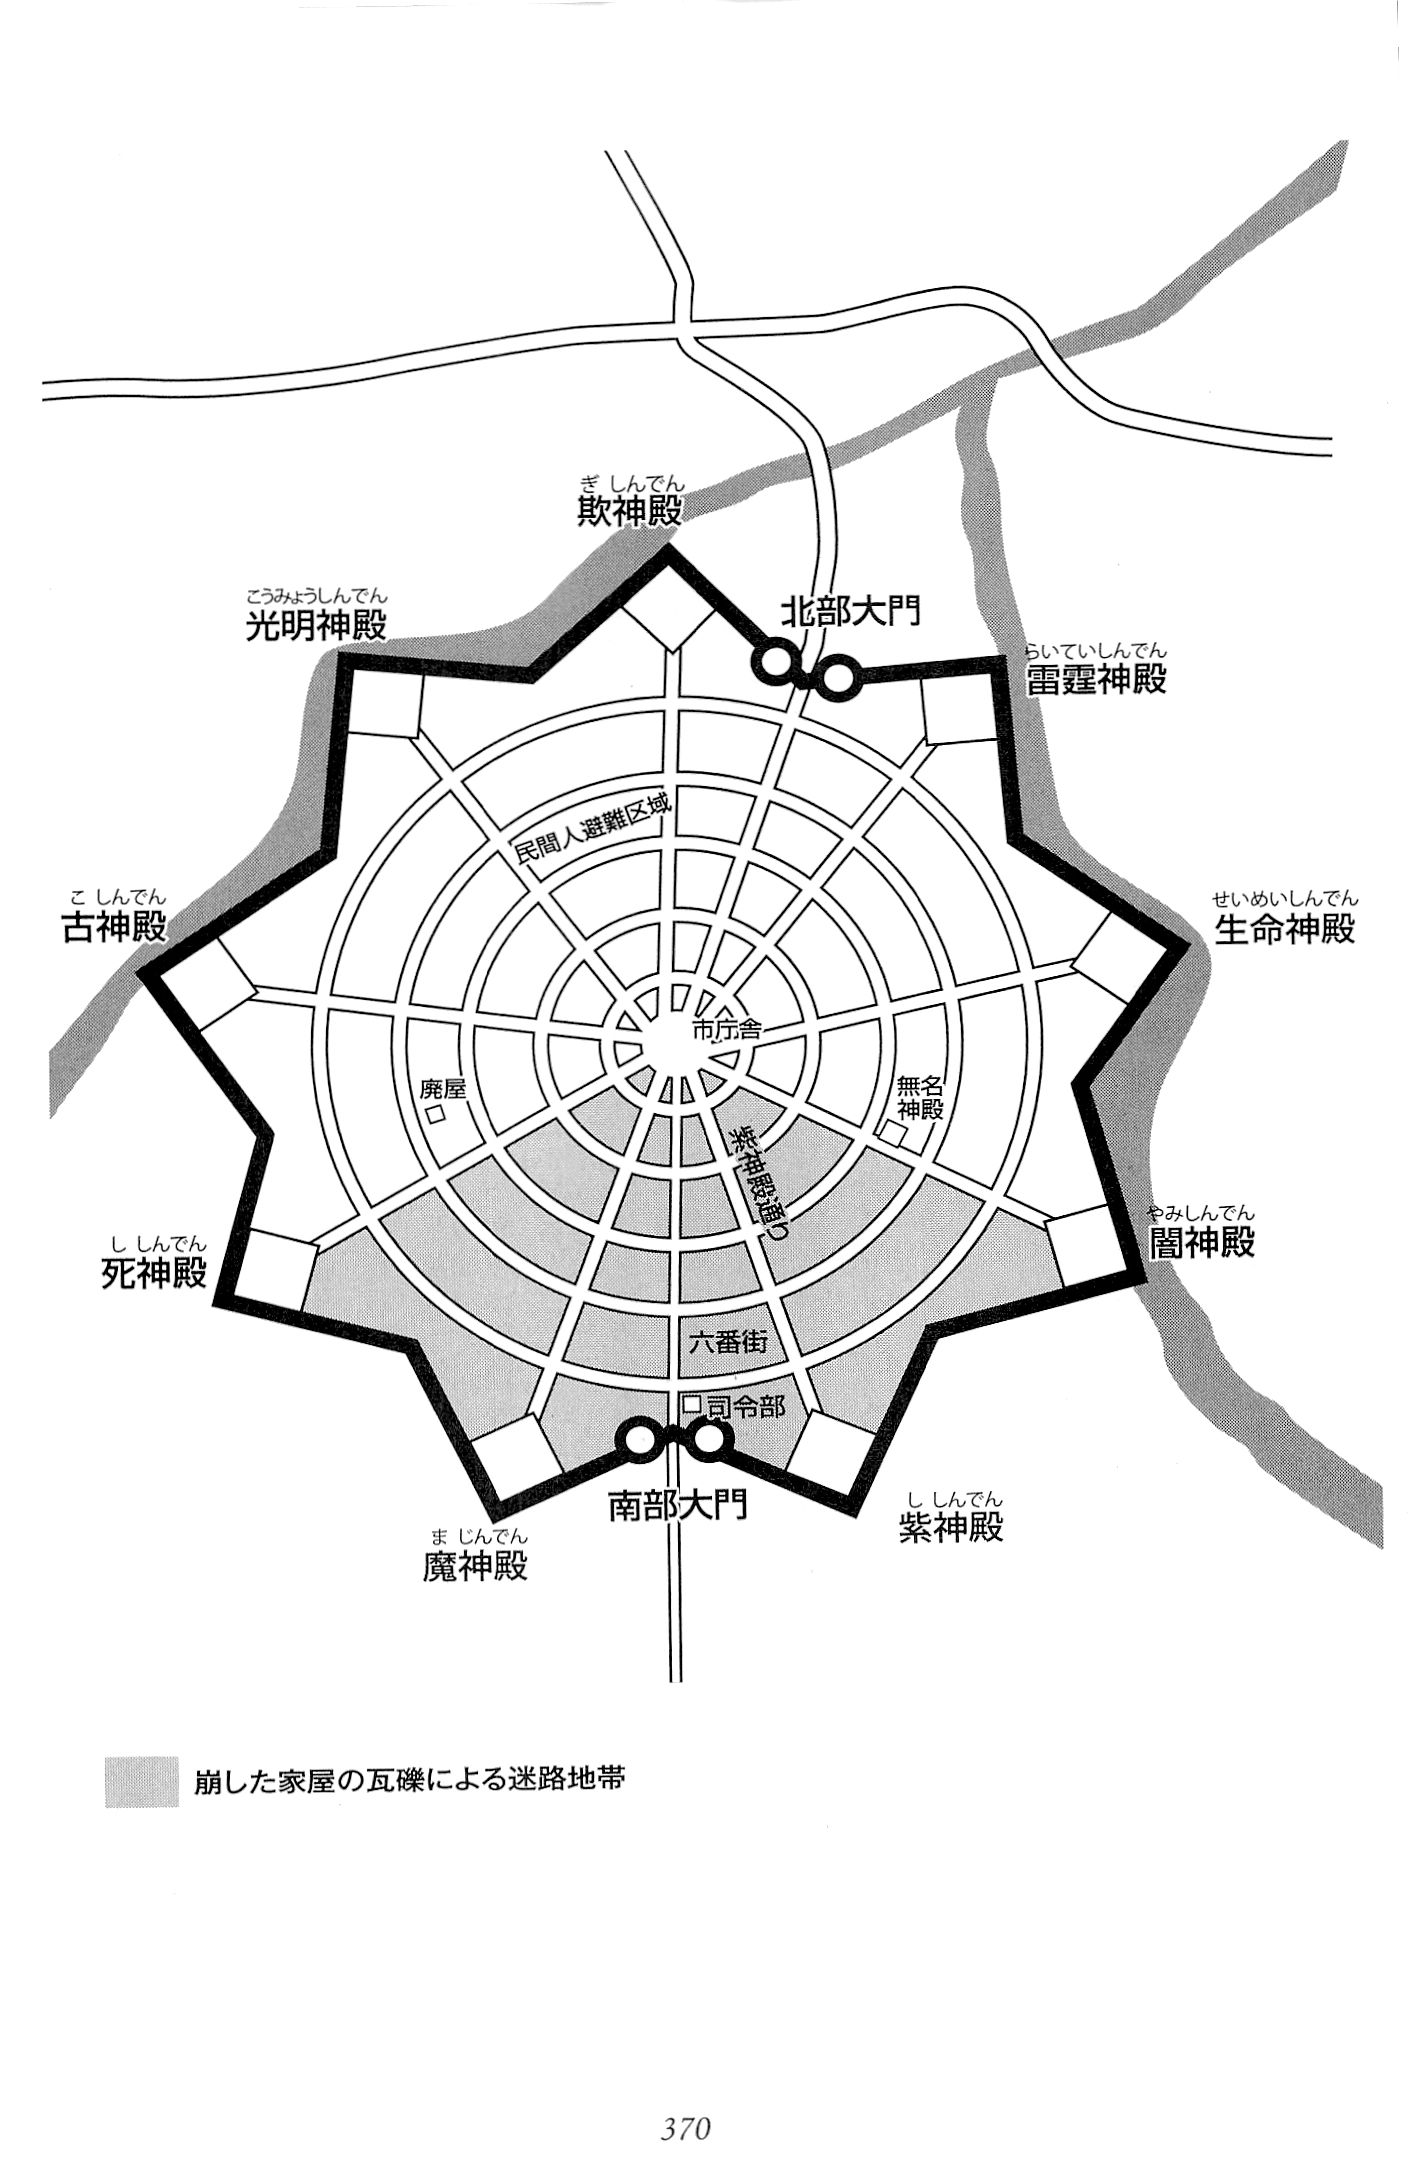 ぎ しんでん
欺神殿
こうみょうしんでん
光明神殿
北部大門
らいていしんでん
雷霆神殿
民間人避難区域
こ しんでん
古神殿
せいめいしんでん
生命神殿
市庁舎
廃屋
無名
神殿
紫神殿通り
やみしんでん
闇神殿
し しんでん
死神殿
六番街
司令部
南部大門
し しんでん
紫神殿
ま じんでん
魔神殿
崩した家屋の瓦礫による迷路地帯
370